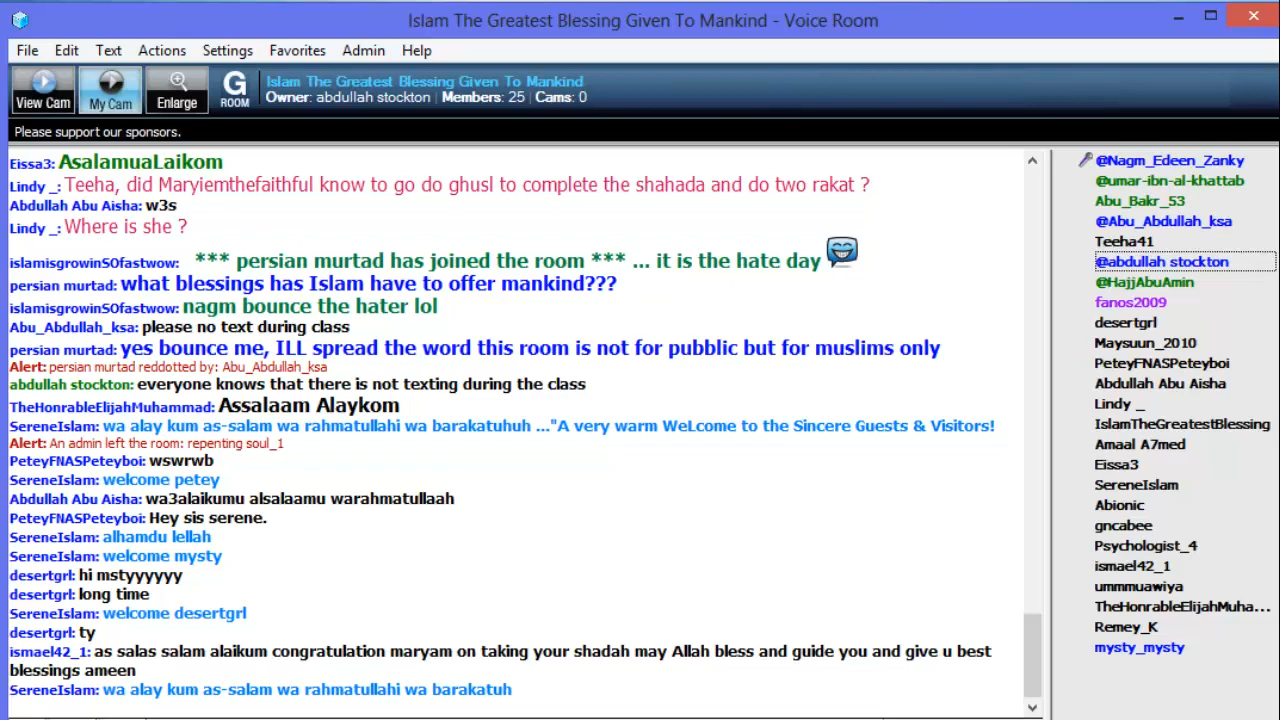 Islam The Greatest Blessing Given To Mankind - Voice Room
File Edit Text Actions Settings Favorites Admin Help
View Cam My Cam Enlarge G ROOM
Islam The Greatest Blessing Given To Mankind
Owner: abdullah stockton | Members: 25 | Cams: 0
Please support our sponsors.
Eissa3: AsalamuaLaikom
Lindy _: Teeha, did Maryiemthefaithful know to go do ghusl to complete the shahada and do two rakat ?
Abdullah Abu Aisha: w3s
Lindy _: Where is she ?
islamisgrowinSOfastwow: *** persian murtad has joined the room *** ... it is the hate day
persian murtad: what blessings has Islam have to offer mankind???
islamisgrowinSOfastwow: nagm bounce the hater lol
Abu_Abdullah_ksa: please no text during class
persian murtad: yes bounce me, ILL spread the word this room is not for pubblic but for muslims only
Alert: persian murtad reddotted by: Abu_Abdullah_ksa
abdullah stockton: everyone knows that there is not texting during the class
TheHonrableElijahMuhammad: Assalaam Alaykom
SereneIslam: wa alay kum as-salam wa rahmatullahi wa barakatuhuh ..."A very warm WeLcome to the Sincere Guests & Visitors!
Alert: An admin left the room: repenting soul_1
PeteyFNASPeteyboi: wswrwb
SereneIslam: welcome petey
Abdullah Abu Aisha: wa3alaikumu alsalaamu warahmatullaah
PeteyFNASPeteyboi: Hey sis serene.
SereneIslam: alhamdu lellah
SereneIslam: welcome mysty
desertgrl: hi mstyyyyyy
desertgrl: long time
SereneIslam: welcome desertgrl
desertgrl: ty
ismael42_1: as salas salam alaikum congratulation maryam on taking your shadah may Allah bless and guide you and give u best
blessings ameen
SereneIslam: wa alay kum as-salam wa rahmatullahi wa barakatuh
@Nagm_Edeen_Zanky
@umar-ibn-al-khattab
Abu_Bakr_53
@Abu_Abdullah_ksa
Teeha41
@abdullah stockton
@HajjAbuAmin
fanos2009
desertgrl
Maysuun_2010
PeteyFNASPeteyboi
Abdullah Abu Aisha
Lindy _
IslamTheGreatestBlessing
Amaal A7med
Eissa3
SereneIslam
Abionic
gncabee
Psychologist_4
ismael42_1
ummmuawiya
TheHonrableElijahMuha...
Remey_K
mysty_mysty